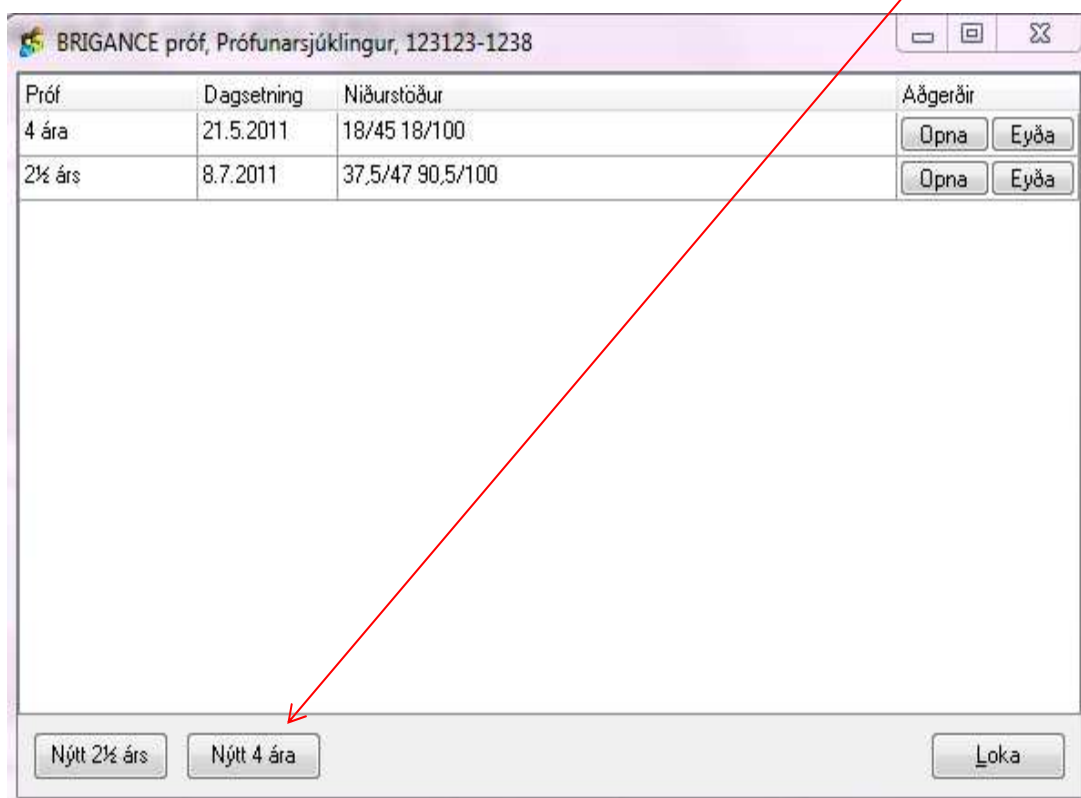 BRIGANCE próf, Prófunarsjúklingur, 123123-1238
Próf Dagsetning Niðurstöður Aðgerðir
4 ára 21.5.2011 18/45 18/100 Opna Eyða
2½ árs 8.7.2011 37,5/47 90,5/100 Opna Eyða
Nýtt 2½ árs Nýtt 4 ára Loka